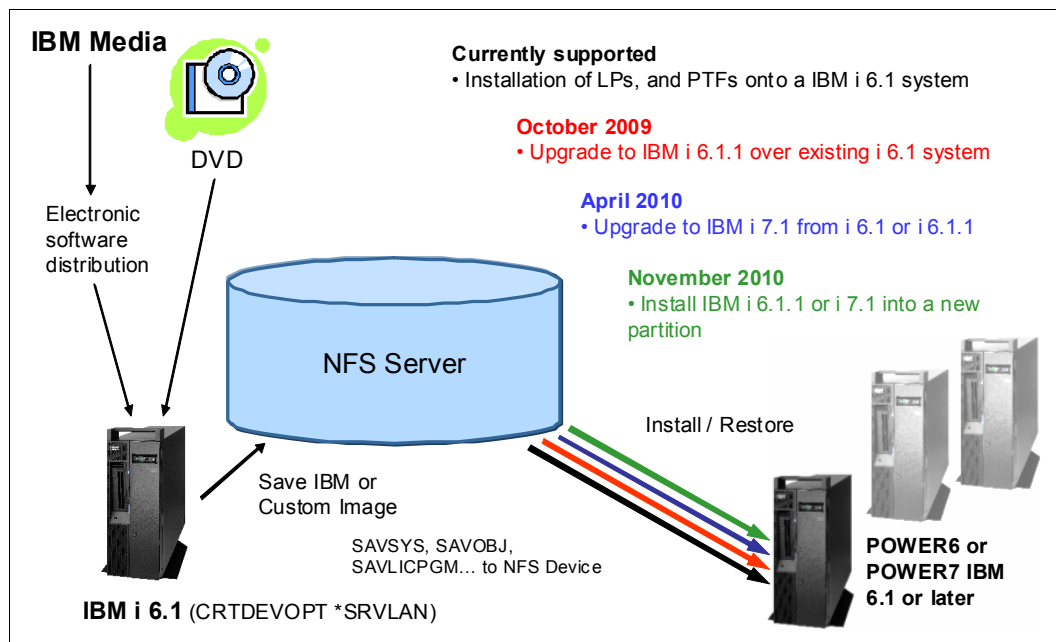 IBM Media
DVD
Electronic
software
distribution
Currently supported
• Installation of LPs, and PTFs onto a IBM i 6.1 system
October 2009
• Upgrade to IBM i 6.1.1 over existing i 6.1 system
April 2010
• Upgrade to IBM i 7.1 from i 6.1 or i 6.1.1
November 2010
• Install IBM i 6.1.1 or i 7.1 into a new
partition
NFS Server
Install / Restore
Save IBM or
Custom Image
SAVSYS, SAVOBJ,
SAVLICPGM... to NFS Device
IBM i 6.1 (CRTDEVOPT *SRVLAN)
POWER6 or
POWER7 IBM
6.1 or later